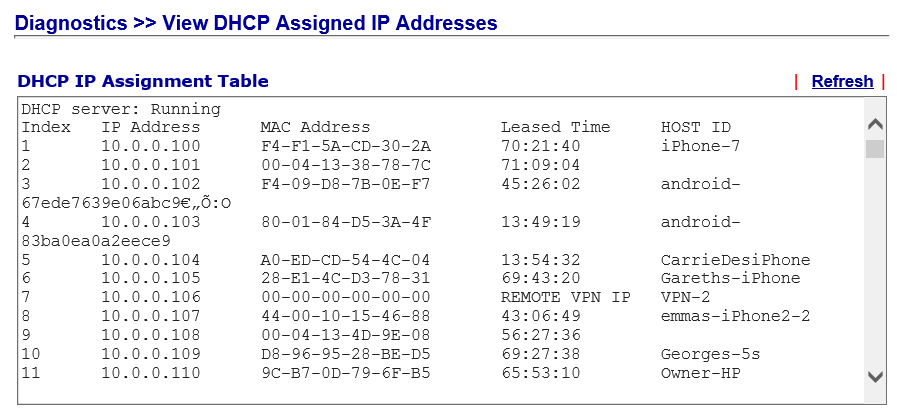 Diagnostics >> View DHCP Assigned IP Addresses
DHCP IP Assignment Table | Refresh |
DHCP server: Running
Index IP Address MAC Address Leased Time HOST ID
1 10.0.0.100 F4-F1-5A-CD-30-2A 70:21:40 iPhone-7
2 10.0.0.101 00-04-13-38-78-7C 71:09:04
3 10.0.0.102 F4-09-D8-7B-0E-F7 45:26:02 android-
67ede7639e06abc9€„Õ:O
4 10.0.0.103 80-01-84-D5-3A-4F 13:49:19 android-
83ba0ea0a2eece9
5 10.0.0.104 A0-ED-CD-54-4C-04 13:54:32 CarrieDesiPhone
6 10.0.0.105 28-E1-4C-D3-78-31 69:43:20 Gareths-iPhone
7 10.0.0.106 00-00-00-00-00-00 REMOTE VPN IP VPN-2
8 10.0.0.107 44-00-10-15-46-88 43:06:49 emmas-iPhone2-2
9 10.0.0.108 00-04-13-4D-9E-08 56:27:36
10 10.0.0.109 D8-96-95-28-BE-D5 69:27:38 Georges-5s
11 10.0.0.110 9C-B7-0D-79-6F-B5 65:53:10 Owner-HP